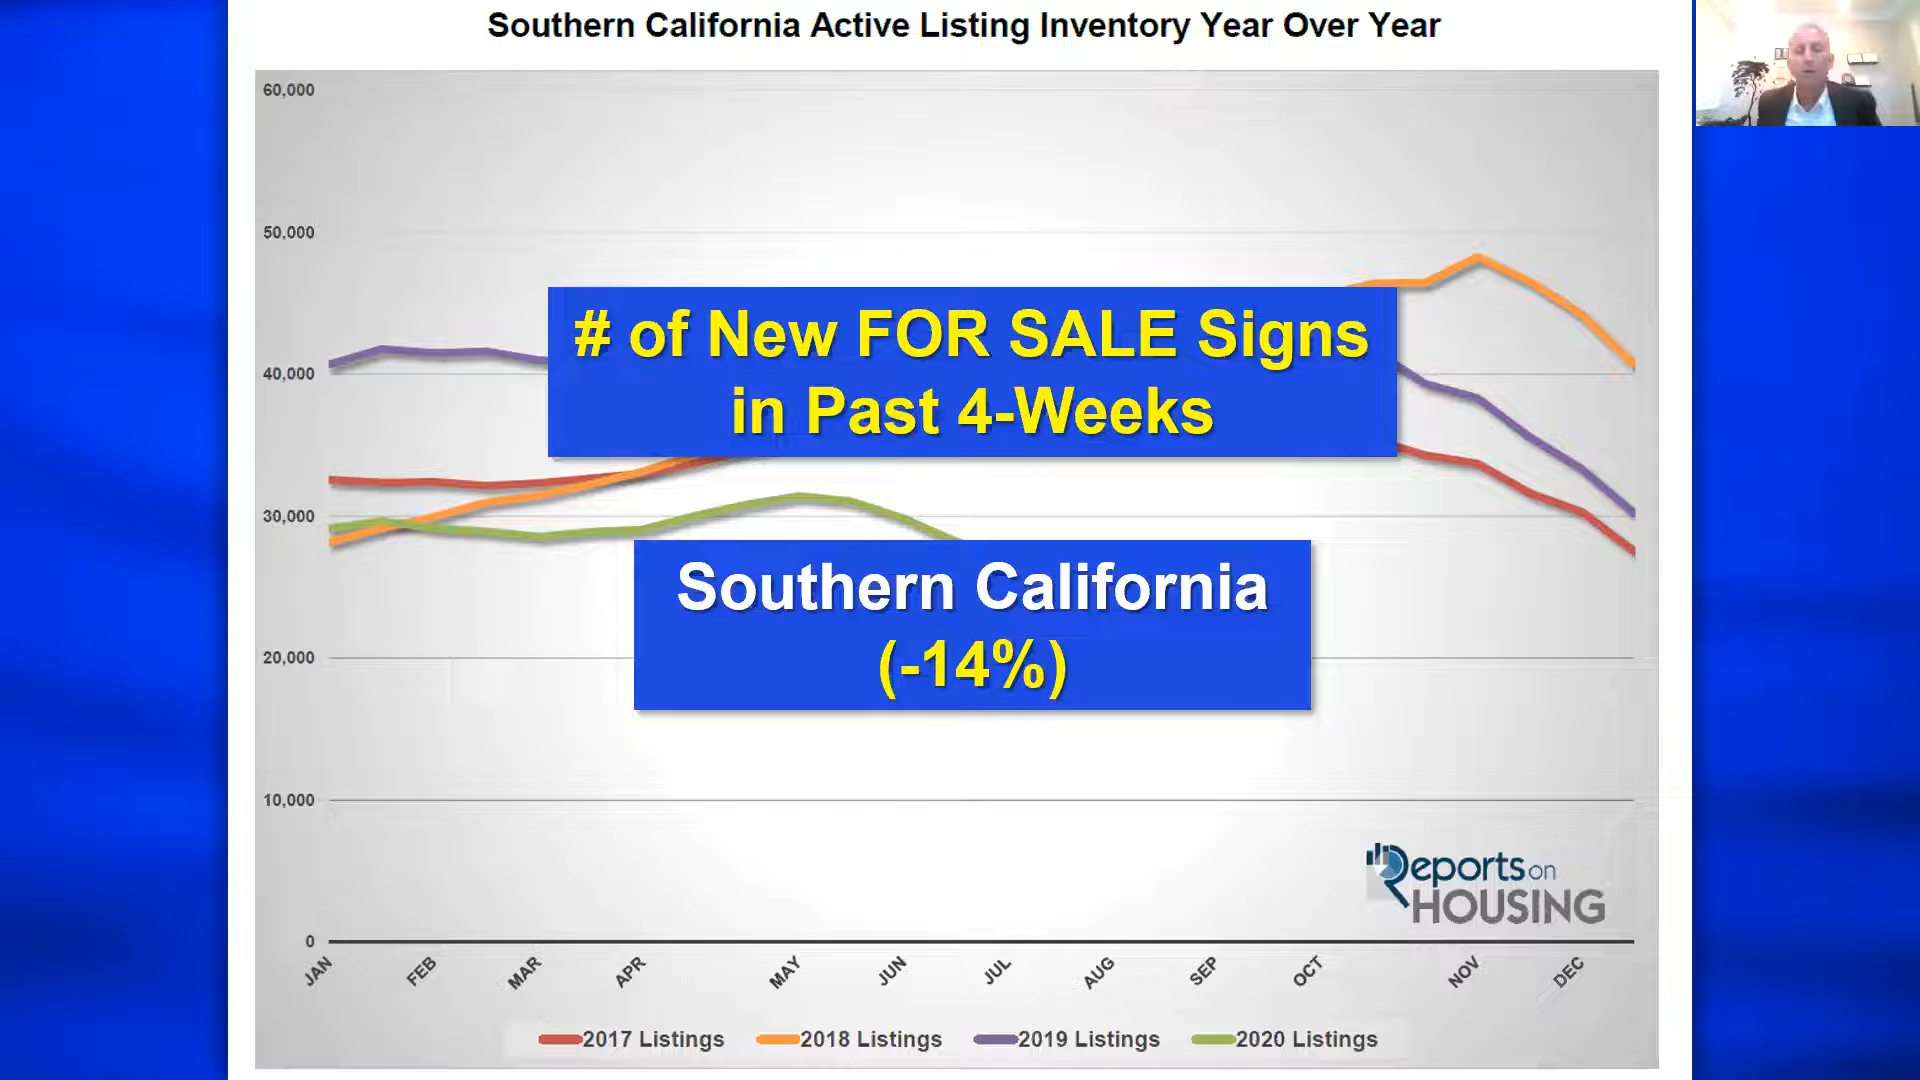 Southern California Active Listing Inventory Year Over Year
60,000
50,000
40,000
30,000
20,000
10,000
0
# of New FOR SALE Signs
in Past 4-Weeks
Southern California
(-14%)
Reports on
HOUSING
JAN FEB MAR APR MAY JUN JUL AUG SEP OCT NOV DEC
2017 Listings 2018 Listings 2019 Listings 2020 Listings